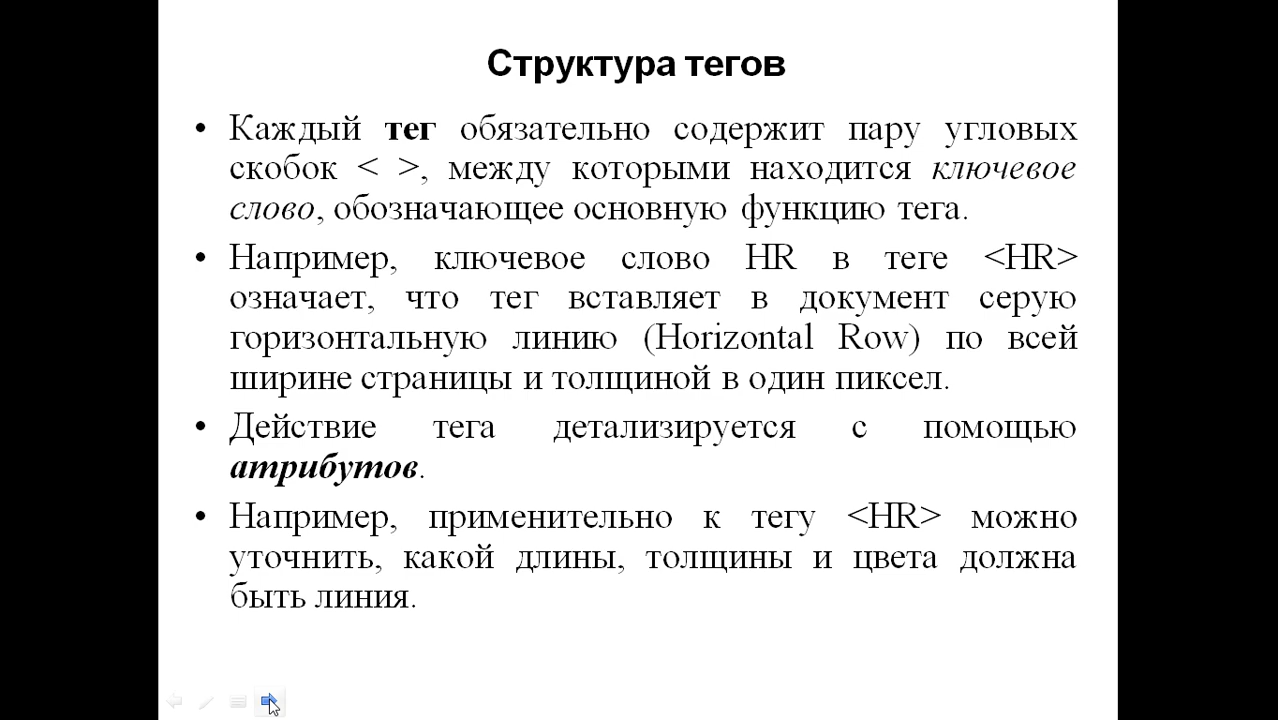 Структура тегов
• Каждый тег обязательно содержит пару угловых
скобок < >, между которыми находится ключевое
слово, обозначающее основную функцию тега.
• Например, ключевое слово HR в теге <HR>
означает, что тег вставляет в документ серую
горизонтальную линию (Horizontal Row) по всей
ширине страницы и толщиной в один пиксел.
• Действие тега детализируется с помощью
атрибутов.
• Например, применительно к тегу <HR> можно
уточнить, какой длины, толщины и цвета должна
быть линия.